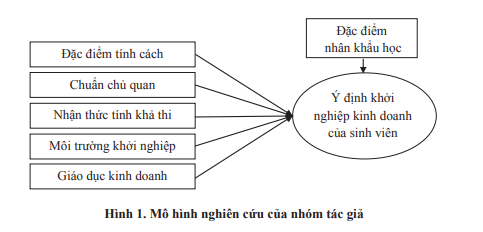 Đặc điểm tính cách
Chuẩn chủ quan
Nhận thức tính khả thi
Môi trường khởi nghiệp
Giáo dục kinh doanh
Đặc điểm
nhân khẩu học
Ý định khởi
nghiệp kinh doanh
của sinh viên
Hình 1. Mô hình nghiên cứu của nhóm tác giả